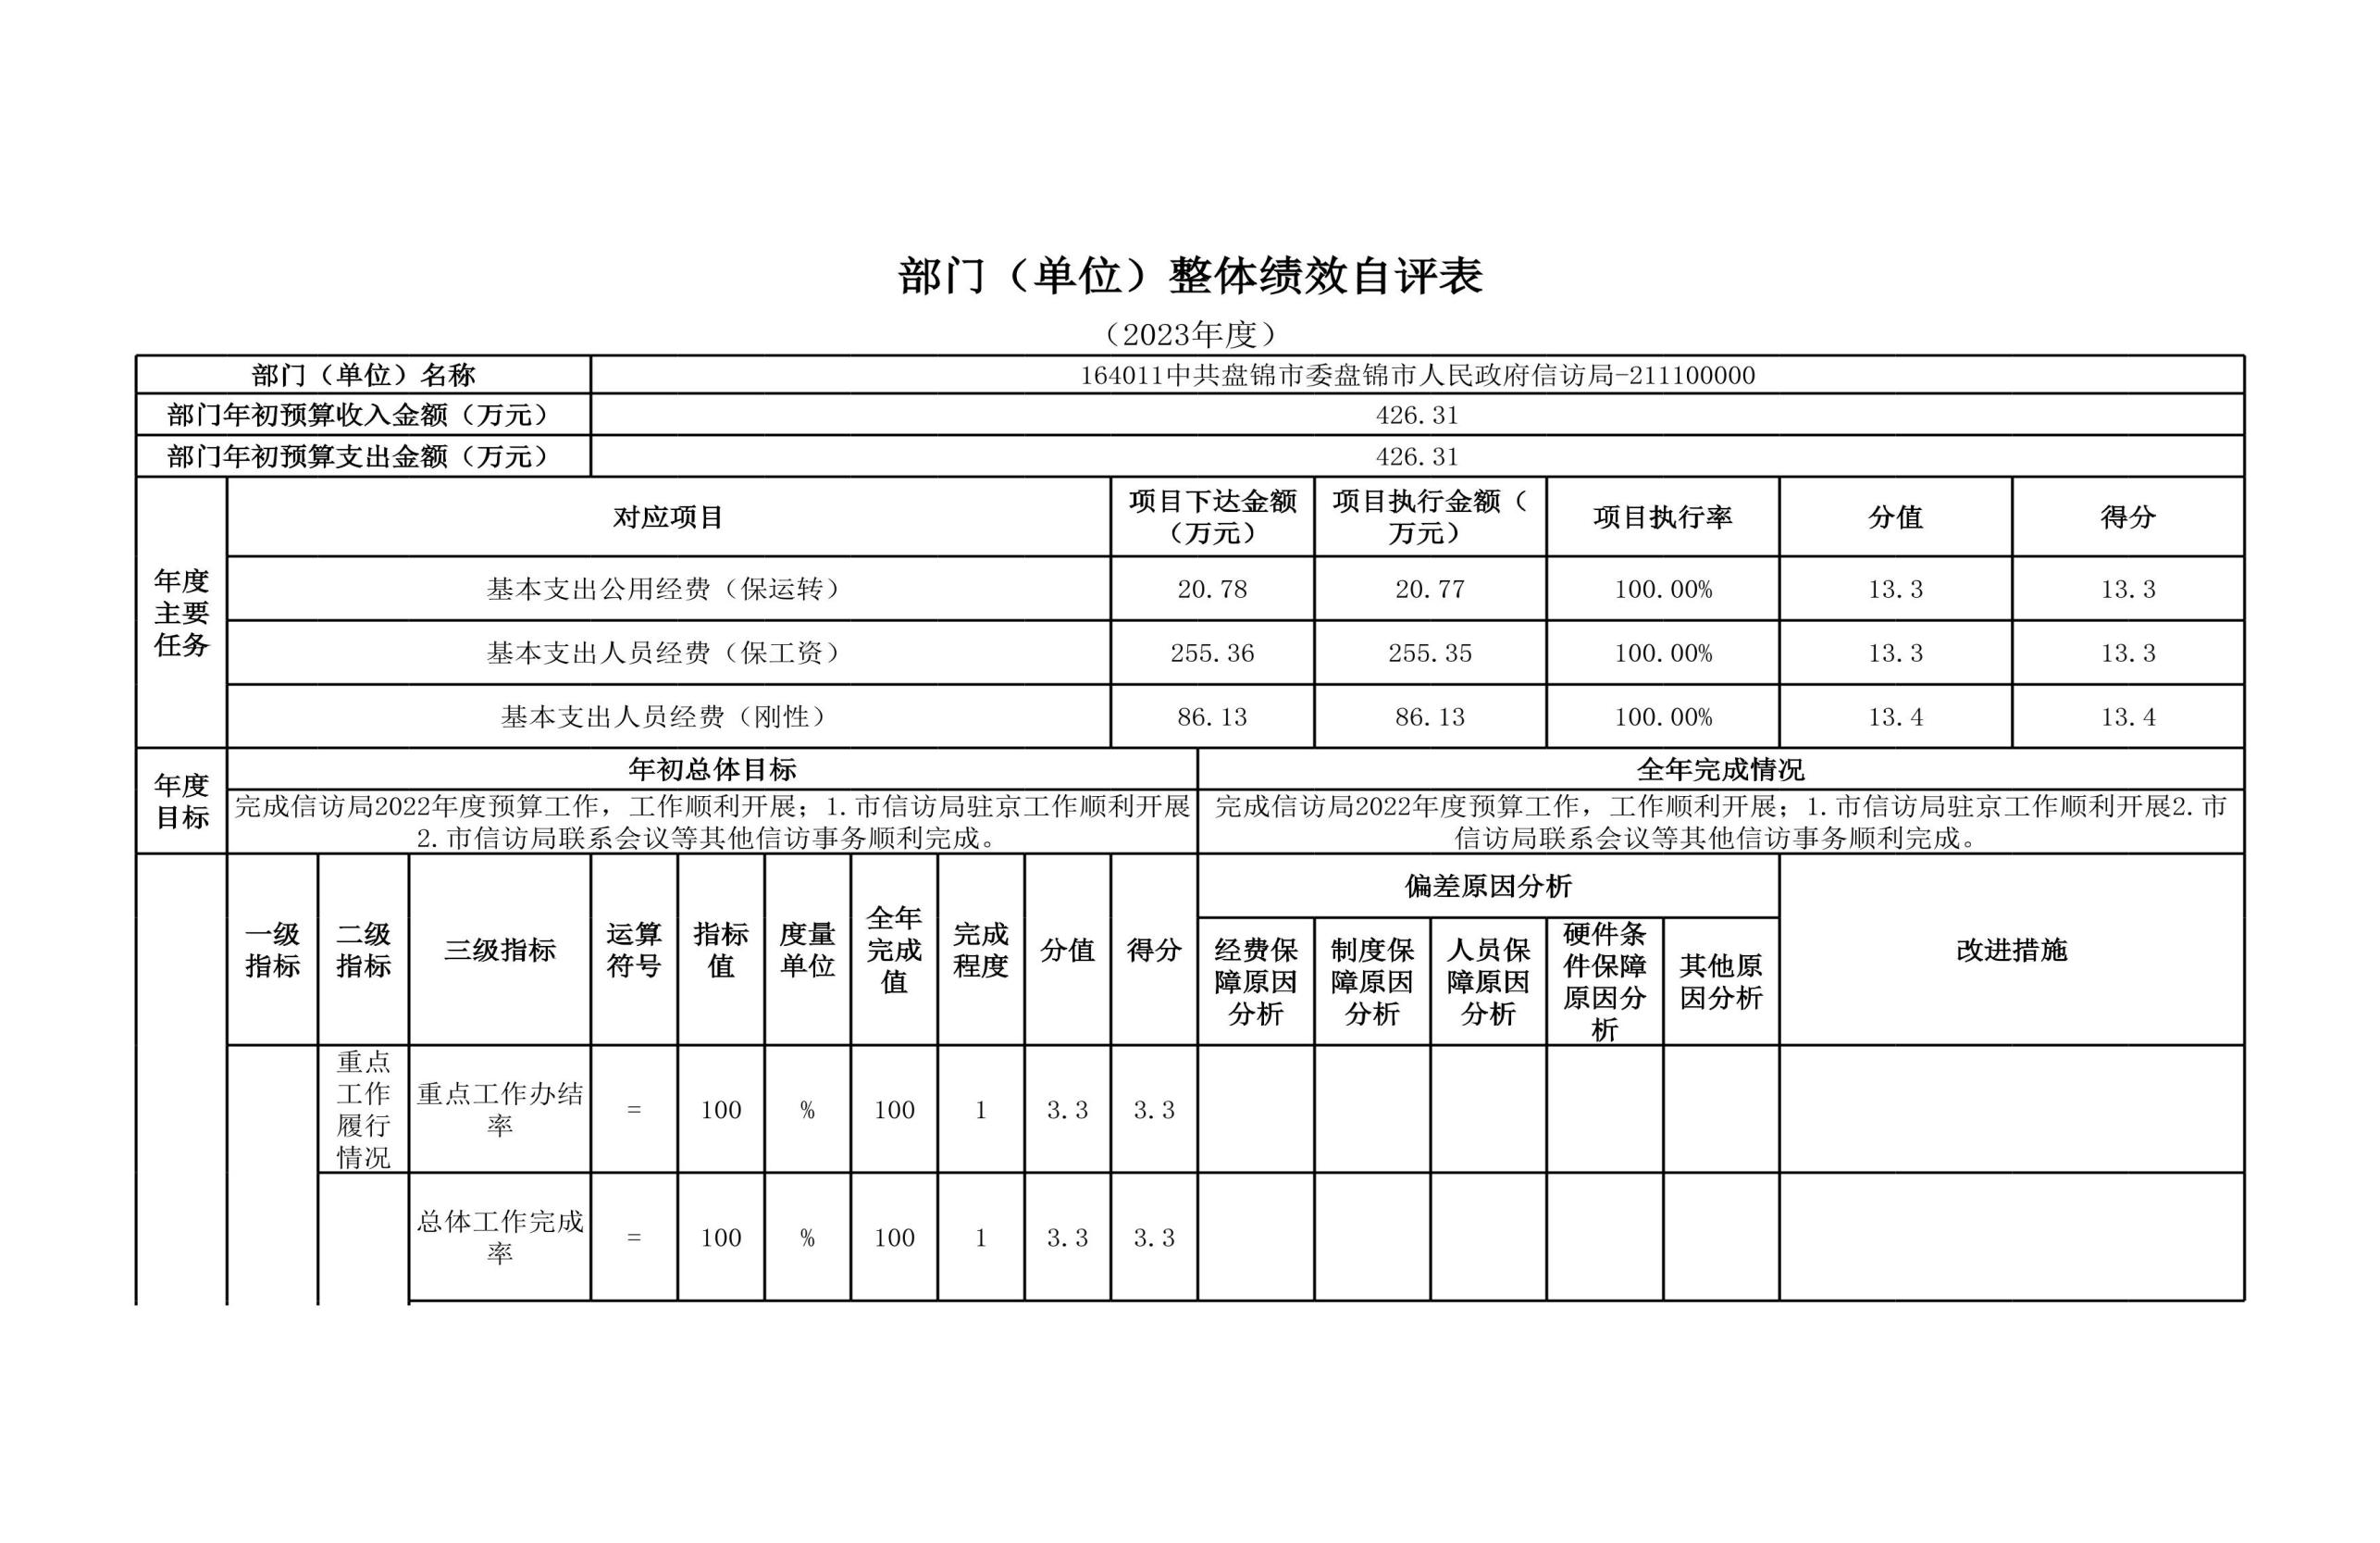 部门（单位）整体绩效自评表
（2023年度）
部门（单位）名称 164011中共盘锦市委盘锦市人民政府信访局-211100000
部门年初预算收入金额（万元） 426.31
部门年初预算支出金额（万元） 426.31
年度
主要
任务
对应项目
项目下达金额
（万元）
项目执行金额（
万元）
项目执行率 分值 得分
基本支出公用经费（保运转） 20.78 20.77 100.00% 13.3 13.3
基本支出人员经费（保工资） 255.36 255.35 100.00% 13.3 13.3
基本支出人员经费（刚性） 86.13 86.13 100.00% 13.4 13.4
年度
目标
年初总体目标 全年完成情况
完成信访局2022年度预算工作，工作顺利开展；1.市信访局驻京工作顺利开展
2.市信访局联系会议等其他信访事务顺利完成。
完成信访局2022年度预算工作，工作顺利开展；1.市信访局驻京工作顺利开展2.市
信访局联系会议等其他信访事务顺利完成。
一级
指标
二级
指标
三级指标
运算
符号
指标
值
度量
单位
全年
完成
值
完成
程度
分值
得分
偏差原因分析
经费保
障原因
分析
制度保
障原因
分析
人员保
障原因
分析
硬件条
件保障
原因分
析
其他原
因分析
改进措施
重点
工作
履行
情况
重点工作办结
率
= 100 % 100 1 3.3 3.3
总体工作完成
率
= 100 % 100 1 3.3 3.3